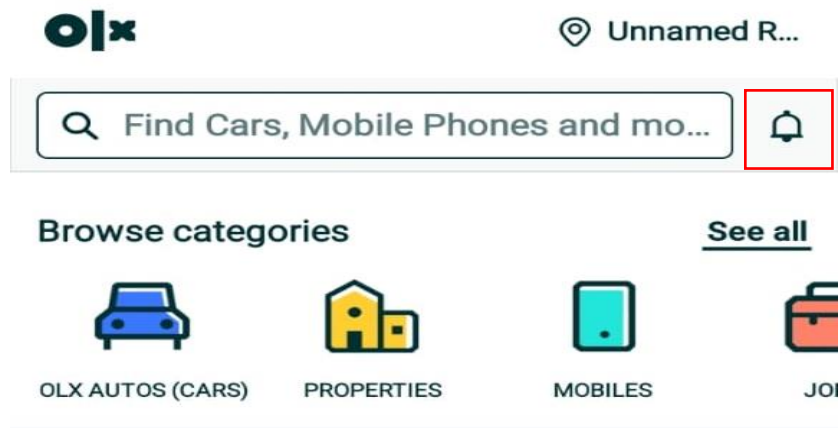 olx
Unnamed R...
Find Cars, Mobile Phones and mo...
Browse categories
See all
OLX AUTOS (CARS)
PROPERTIES
MOBILES